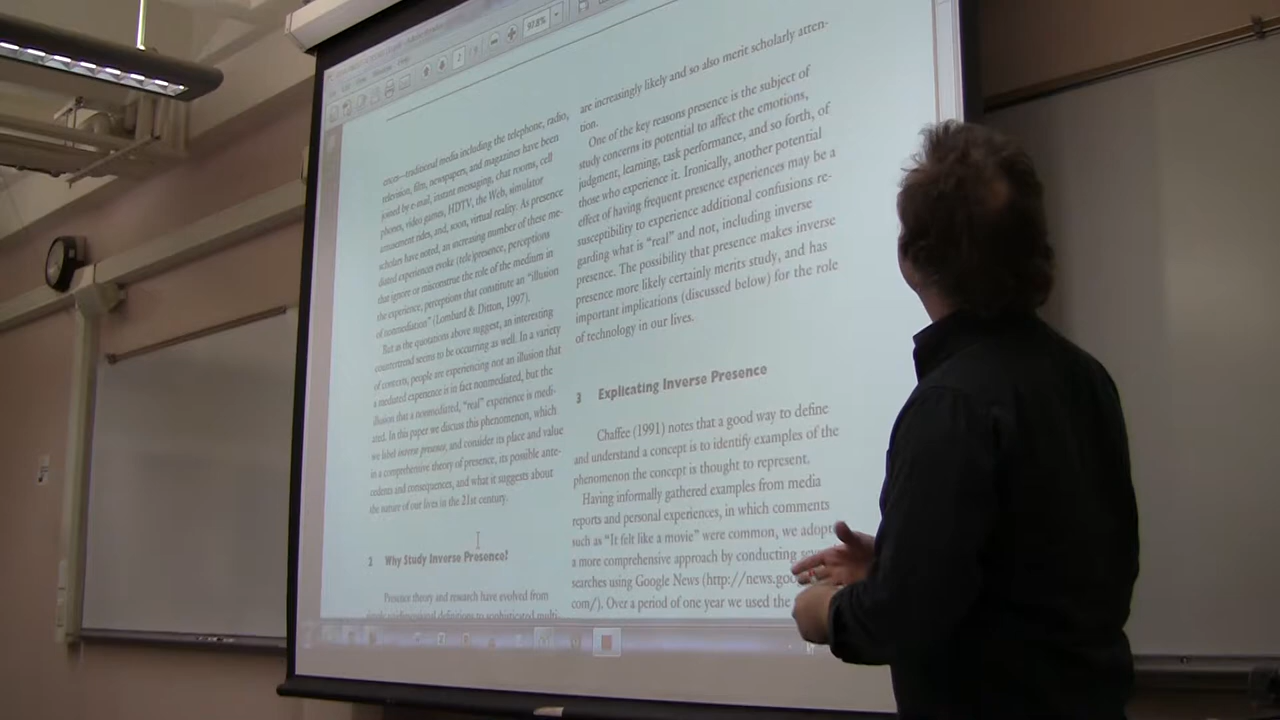 92.8%
2
ences—traditional media including the telephone, radio,
television, film, newspapers, and magazines have been
joined by e-mail, instant messaging, chat rooms, cell
phones, video games, HDTV, the Web, simulator
amusement rides, and, soon, virtual reality. As presence
scholars have noted, an increasing number of these me-
diated experiences evoke (tele)presence, perceptions
that ignore or misconstrue the role of the medium in
the experience, perceptions that constitute an "illusion
of nonmediation" (Lombard & Ditton, 1997).
But as the quotations above suggest, an interesting
countertrend seems to be occurring as well. In a variety
of contexts, people are experiencing not an illusion that
a mediated experience is in fact nonmediated, but the
illusion that a nonmediated, "real" experience is medi-
ated. In this paper we discuss this phenomenon, which
we label inverse presence, and consider its place and value
in a comprehensive theory of presence, its possible ante-
cedents and consequences, and what it suggests about
the nature of our lives in the 21st century.
2 Why Study Inverse Presence?
Presence theory and research have evolved from
definitions to sophisticated multi-
are increasingly likely and so also merit scholarly atten-
tion.
One of the key reasons presence is the subject of
study concerns its potential to affect the emotions,
judgment, learning, task performance, and so forth, of
those who experience it. Ironically, another potential
effect of having frequent presence experiences may be a
susceptibility to experience additional confusions re-
garding what is "real" and not, including inverse
presence. The possibility that presence makes inverse
presence more likely certainly merits study, and has
important implications (discussed below) for the role
of technology in our lives.
3 Explicating Inverse Presence
Chaffee (1991) notes that a good way to define
and understand a concept is to identify examples of the
phenomenon the concept is thought to represent.
Having informally gathered examples from media
reports and personal experiences, in which comments
such as "It felt like a movie" were common, we adopt
a more comprehensive approach by conducting
searches using Google News (http://news.goo
com/). Over a period of one year we used the